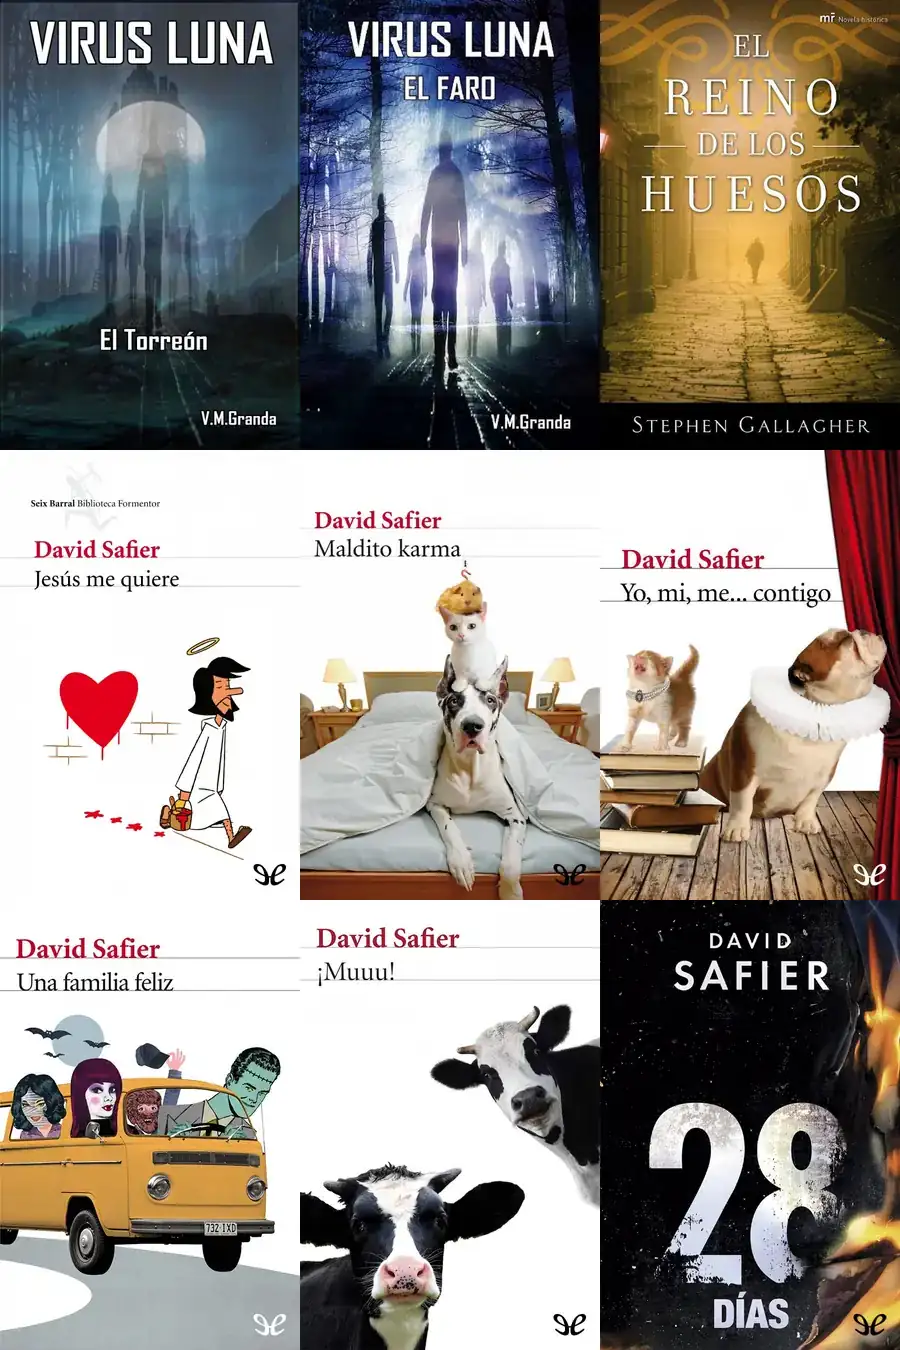 VIRUS LUNA
El Torreón
V.M.Granda
VIRUS LUNA
EL FARO
V.M.Granda
mr · Novela histórica
EL
REINO
DE LOS
HUESOS
STEPHEN GALLAGHER
Seix Barral Biblioteca Formentor
David Safier
Jesús me quiere
David Safier
Maldito karma
David Safier
Yo, mi, me... contigo
David Safier
Una familia feliz
732 IXD
David Safier
¡Muuu!
DAVID
SAFIER
28
DÍAS